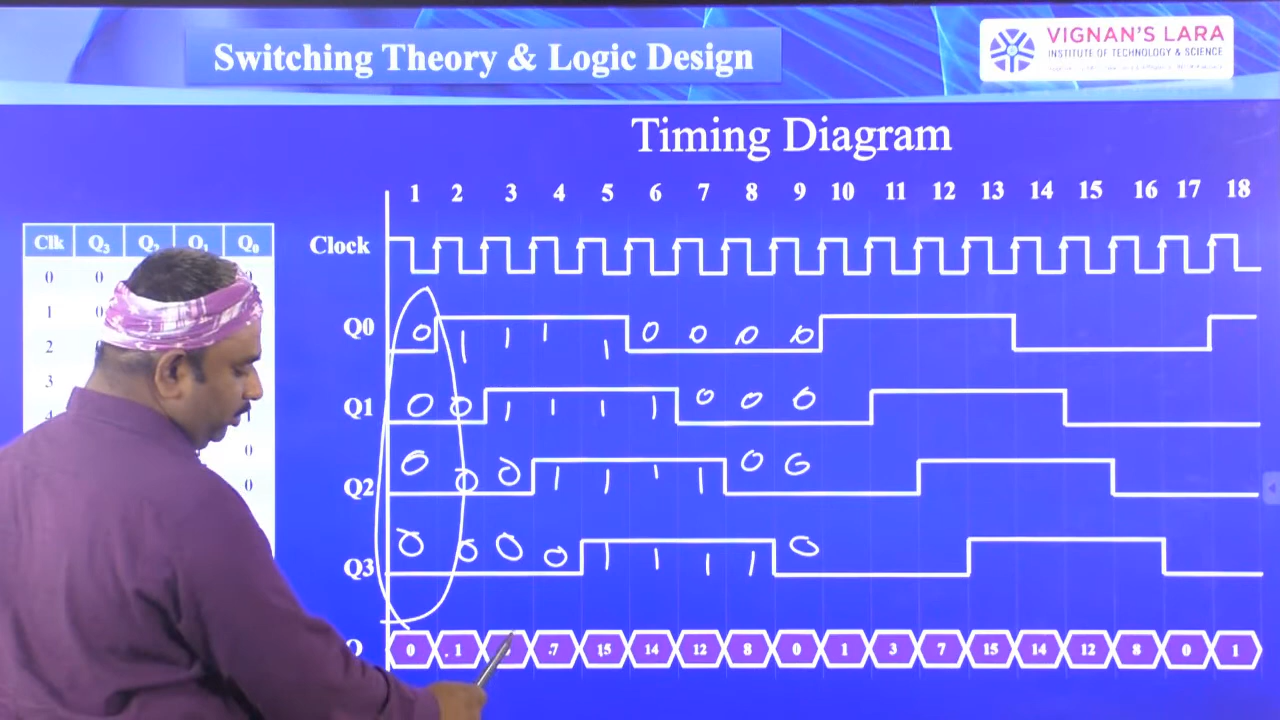 Switching Theory & Logic Design
VIGNAN'S LARA
INSTITUTE OF TECHNOLOGY & SCIENCE
Timing Diagram
1 2 3 4 5 6 7 8 9 10 11 12 13 14 15 16 17 18
Clk Q3 Q0
0 0
1 0
2
3
0
0
Clock
Q0 0 1 1 1 1 0 0 0 0
Q1 0 0 1 1 1 1 0 0 0
Q2 0 0 0 1 1 1 1 0 0
Q3 0 0 0 0 1 1 1 1 0
0 1 7 15 14 12 8 0 1 3 7 15 14 12 8 0 1